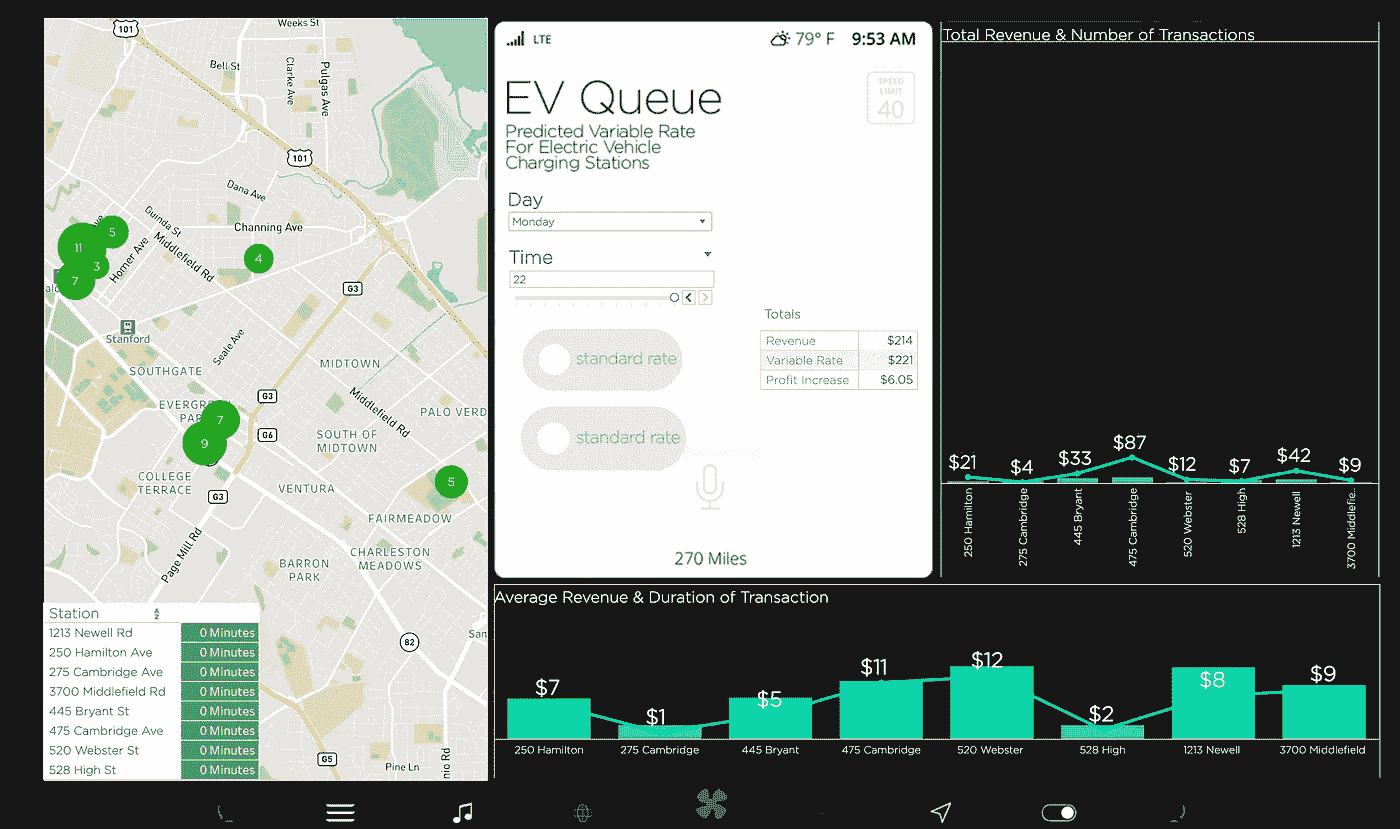 101
Weeks St
Bell St
Clarke Ave
Pulgas Ave
101
Dana Ave
Guinda St
Middlefield Rd
Channing Ave
Homer Ave
5
11
3
7
4
G3
Stanford
Seale Ave
SOUTHGATE
MIDTOWN
G3
Middlefield Rd
PALO VERD
7
9
G6
SOUTH OF
MIDTOWN
COLLEGE
TERRACE
VENTURA
5
G3
FAIRMEADOW
Page Mill Rd
CHARLESTON
MEADOWS
BARRON
PARK
82
San
G5
Pine Ln
nio Rd
Station
1213 Newell Rd 0 Minutes
250 Hamilton Ave 0 Minutes
275 Cambridge Ave 0 Minutes
3700 Middlefield Rd 0 Minutes
445 Bryant St 0 Minutes
475 Cambridge Ave 0 Minutes
520 Webster St 0 Minutes
528 High St 0 Minutes
LTE 79° F 9:53 AM
EV Queue
SPEED
LIMIT
40
Predicted Variable Rate
For Electric Vehicle
Charging Stations
Day
Monday
Time
22
standard rate
standard rate
Totals
Revenue $214
Variable Rate $221
Profit Increase $6.05
270 Miles
Total Revenue & Number of Transactions
$21 $4 $33 $87 $12 $7 $42 $9
250 Hamilton
275 Cambridge
445 Bryant
475 Cambridge
520 Webster
528 High
1213 Newell
3700 Middlefie..
Average Revenue & Duration of Transaction
$7 $1 $5 $11 $12 $2 $8 $9
250 Hamilton 275 Cambridge 445 Bryant 475 Cambridge 520 Webster 528 High 1213 Newell 3700 Middlefield